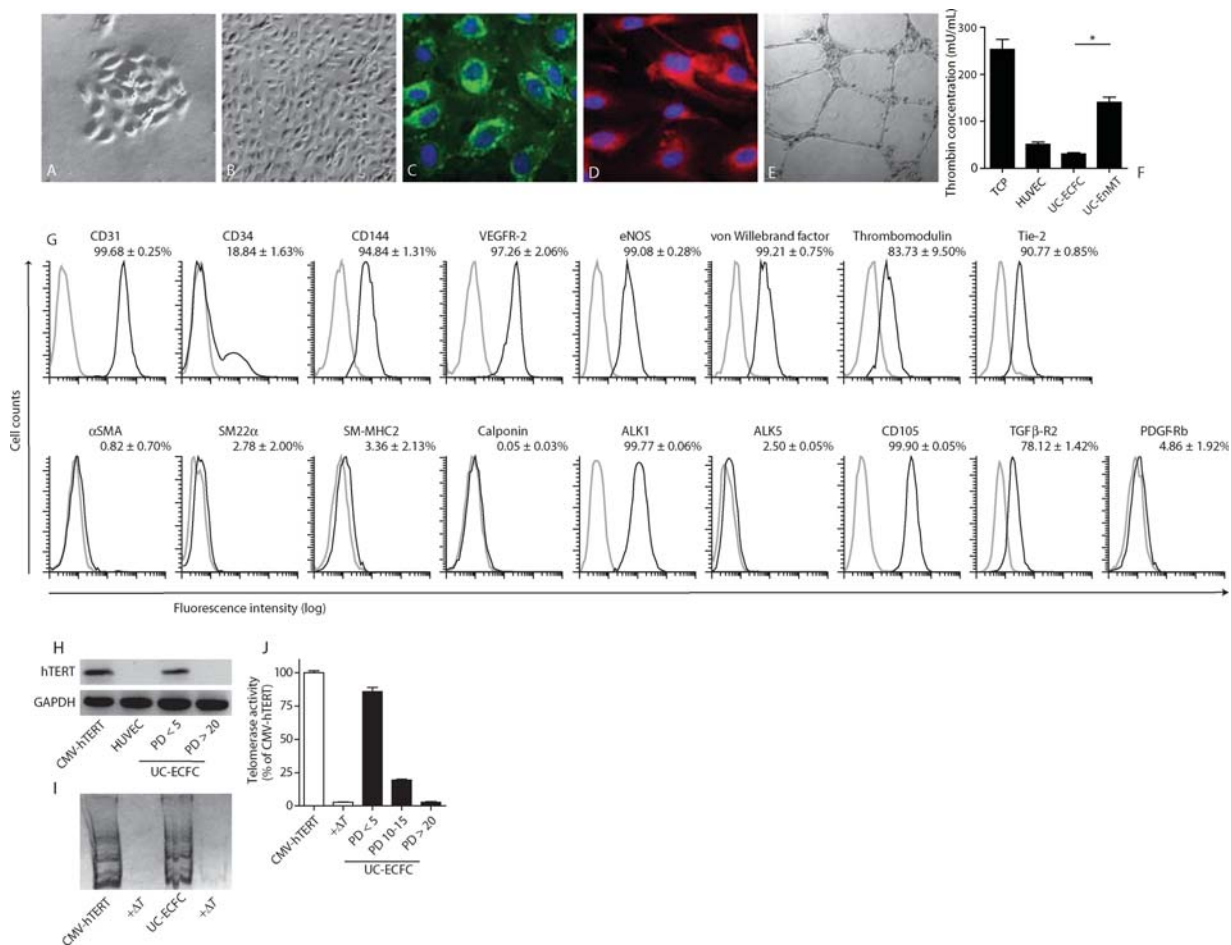 A
B
C
D
E
F
Thrombin concentration (mU/mL)
300
200
100
0
*
TCP
HUVEC
UC-ECFC
UC-EnMT
G
CD31
99.68 ± 0.25%
CD34
18.84 ± 1.63%
CD144
94.84 ± 1.31%
VEGFR-2
97.26 ± 2.06%
eNOS
99.08 ± 0.28%
von Willebrand factor
99.21 ± 0.75%
Thrombomodulin
83.73 ± 9.50%
Tie-2
90.77 ± 0.85%
Cell counts
αSMA
0.82 ± 0.70%
SM22α
2.78 ± 2.00%
SM-MHC2
3.36 ± 2.13%
Calponin
0.05 ± 0.03%
ALK1
99.77 ± 0.06%
ALK5
2.50 ± 0.05%
CD105
99.90 ± 0.05%
TGFβ-R2
78.12 ± 1.42%
PDGF-Rb
4.86 ± 1.92%
Fluorescence intensity (log)
H
hTERT
GAPDH
CMV-hTERT
HUVEC
PD < 5
PD > 20
UC-ECFC
I
CMV-hTERT
+ΔT
UC-ECFC
+ΔT
J
Telomerase activity
(% of CMV-hTERT)
100
75
50
25
0
CMV-hTERT
+ΔT
PD < 5
PD 10-15
PD > 20
UC-ECFC